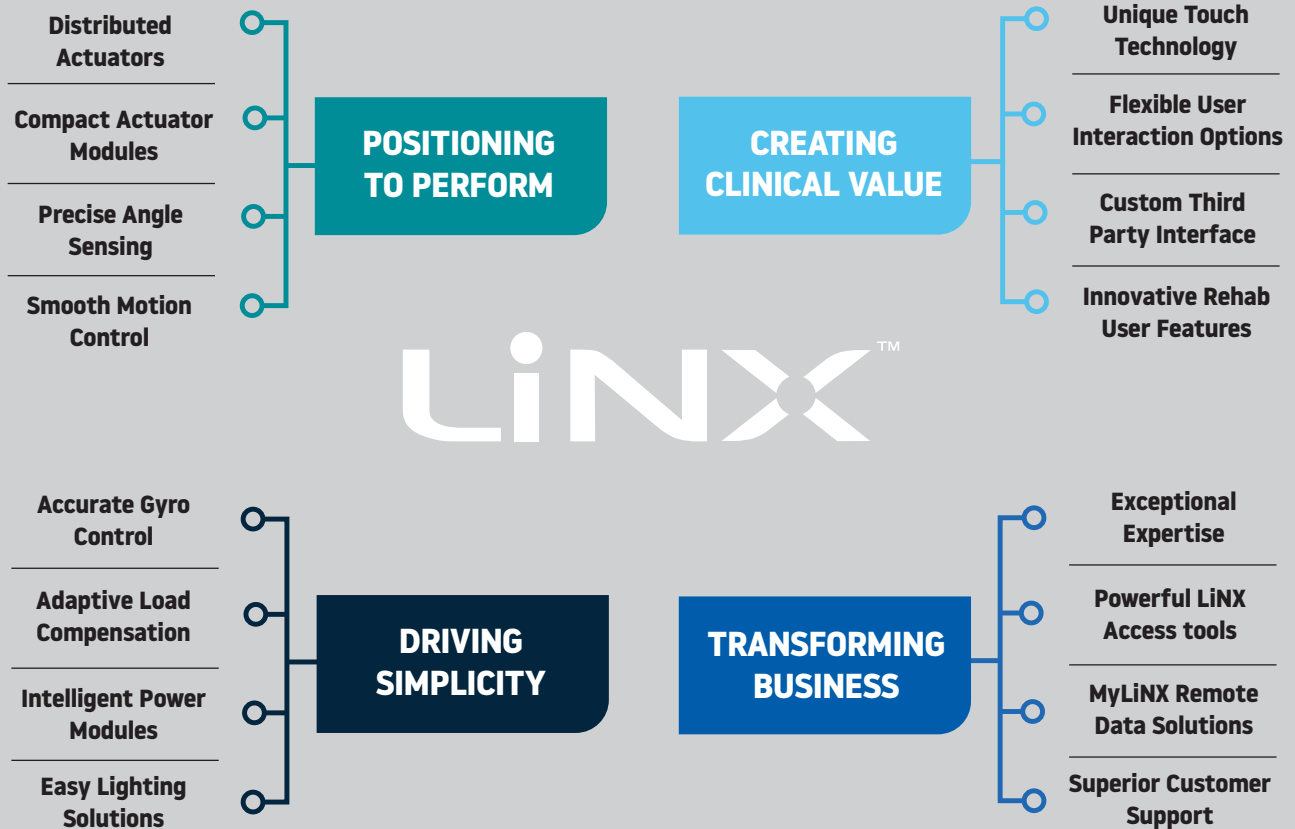 Distributed
Actuators
Compact Actuator
Modules
Precise Angle
Sensing
Smooth Motion
Control
POSITIONING
TO PERFORM
CREATING
CLINICAL VALUE
Unique Touch
Technology
Flexible User
Interaction Options
Custom Third
Party Interface
Innovative Rehab
User Features
LiNX™
Accurate Gyro
Control
Adaptive Load
Compensation
Intelligent Power
Modules
Easy Lighting
Solutions
DRIVING
SIMPLICITY
TRANSFORMING
BUSINESS
Exceptional
Expertise
Powerful LiNX
Access tools
MyLiNX Remote
Data Solutions
Superior Customer
Support